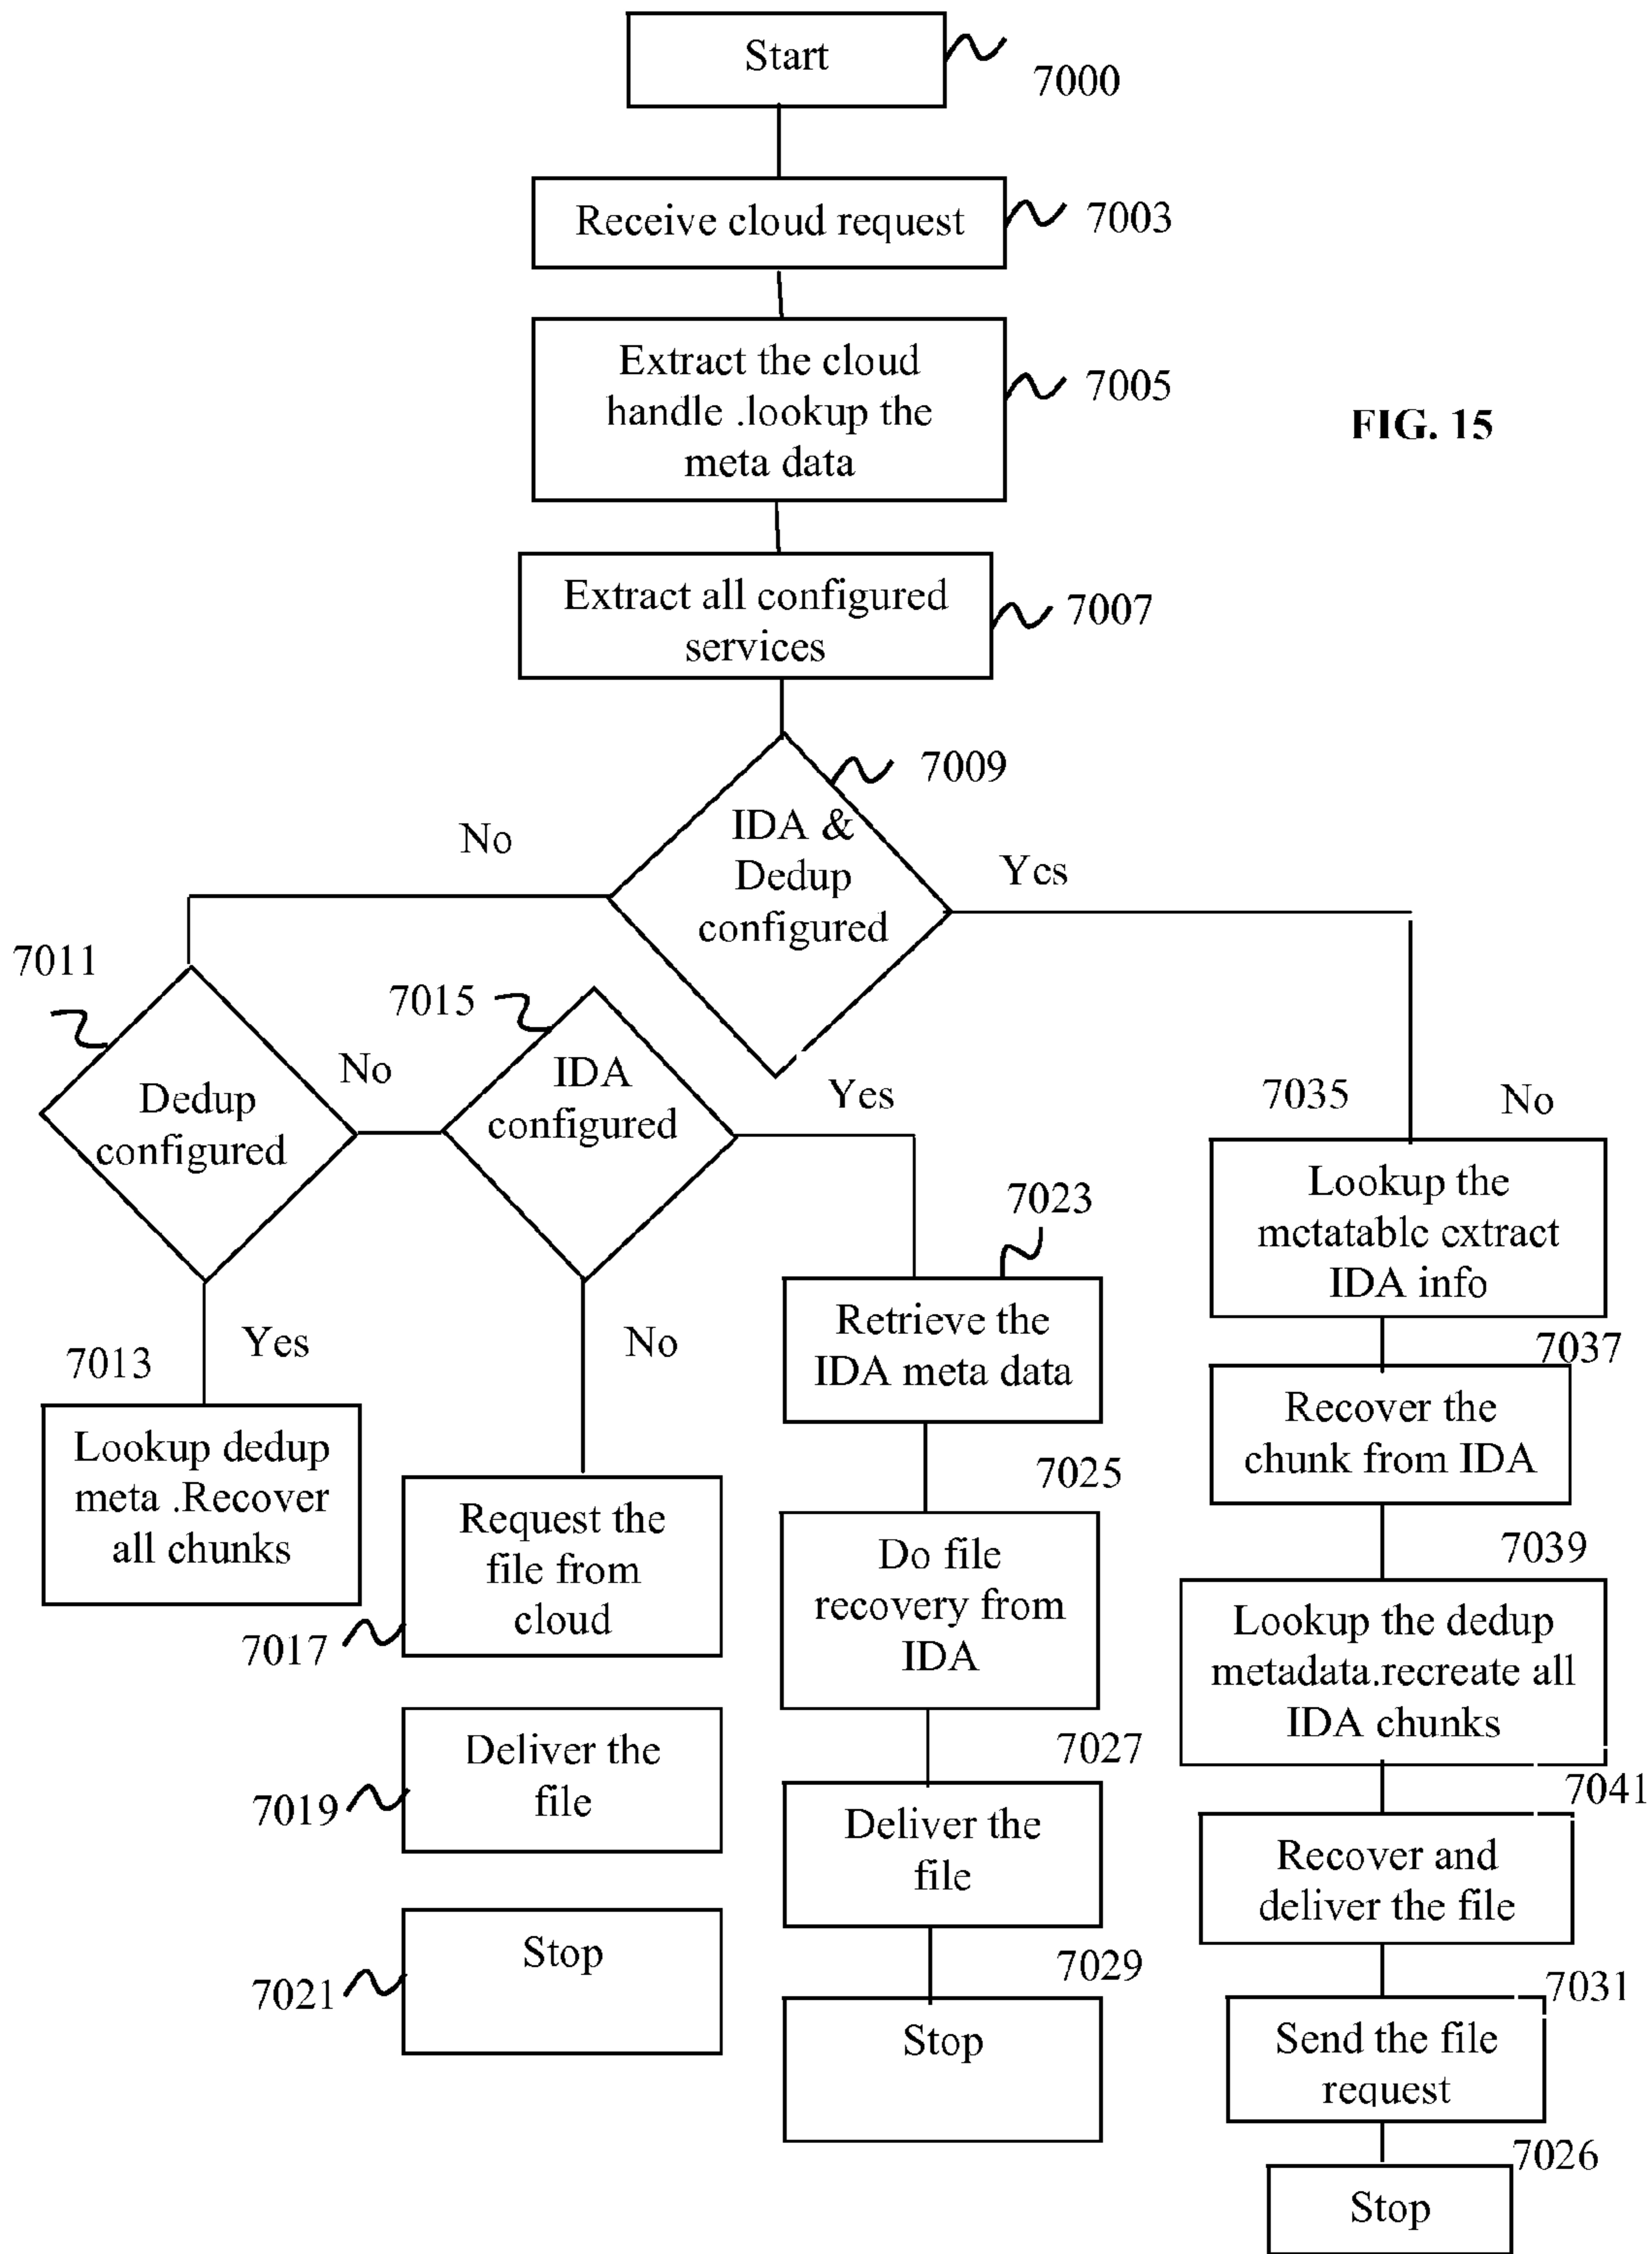 Start
7000
Receive cloud request
7003
Extract the cloud
handle .lookup the
meta data
7005
FIG. 15
Extract all configured
services
7007
7009
IDA &
Dedup
configured
No
Yes
7011
Dedup
configured
No
7015
IDA
configured
Yes
7035
No
Lookup the
metatable extract
IDA info
7023
Retrieve the
IDA meta data
7013
Yes
No
7037
Recover the
chunk from IDA
Lookup dedup
meta .Recover
all chunks
Request the
file from
cloud
7017
7025
Do file
recovery from
IDA
7039
Lookup the dedup
metadata.recreate all
IDA chunks
Deliver the
file
7019
7027
Deliver the
file
7041
Recover and
deliver the file
Stop
7021
7029
Stop
7031
Send the file
request
7026
Stop